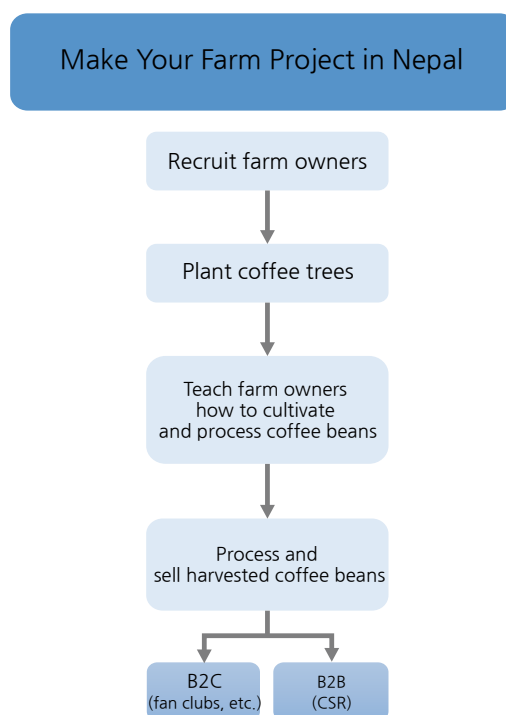 Make Your Farm Project in Nepal
Recruit farm owners
Plant coffee trees
Teach farm owners
how to cultivate
and process coffee beans
Process and
sell harvested coffee beans
B2C
(fan clubs, etc.)
B2B
(CSR)